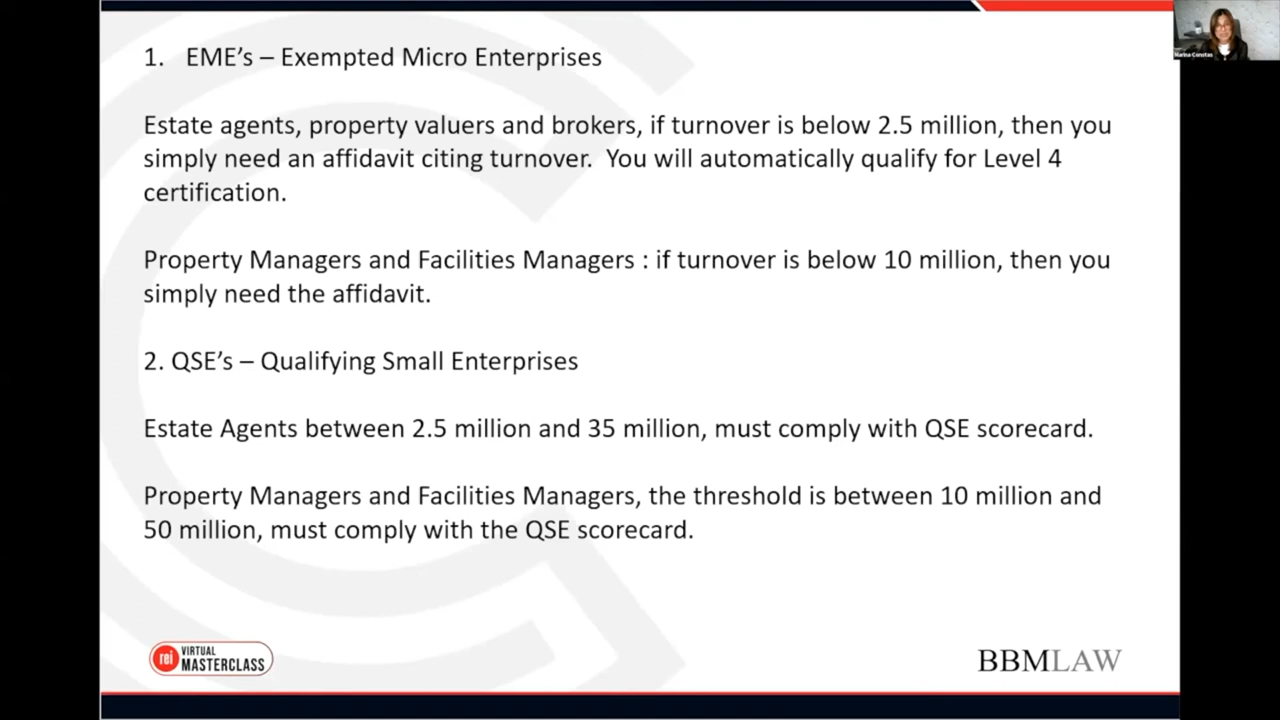 1. EME's – Exempted Micro Enterprises
Estate agents, property valuers and brokers, if turnover is below 2.5 million, then you
simply need an affidavit citing turnover. You will automatically qualify for Level 4
certification.
Property Managers and Facilities Managers : if turnover is below 10 million, then you
simply need the affidavit.
2. QSE's – Qualifying Small Enterprises
Estate Agents between 2.5 million and 35 million, must comply with QSE scorecard.
Property Managers and Facilities Managers, the threshold is between 10 million and
50 million, must comply with the QSE scorecard.
rei VIRTUAL
MASTERCLASS
BBMLAW